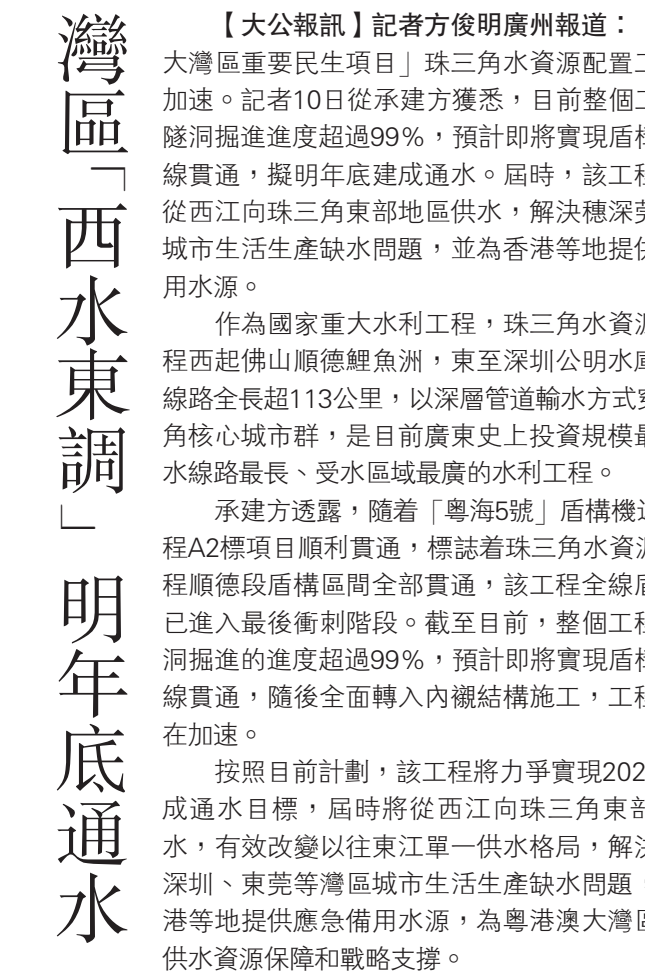 灣區「西水東調」 明年底通水
【大公報訊】記者方俊明廣州報道：
大灣區重要民生項目」珠三角水資源配置工
加速。記者10日從承建方獲悉，目前整個工
隧洞掘進進度超過99%，預計即將實現盾構
線貫通，擬明年底建成通水。屆時，該工程
從西江向珠三角東部地區供水，解決穗深莞
城市生活生產缺水問題，並為香港等地提供
用水源。
作為國家重大水利工程，珠三角水資源
程西起佛山順德鯉魚洲，東至深圳公明水庫
線路全長超113公里，以深層管道輸水方式穿
角核心城市群，是目前廣東史上投資規模最
水線路最長、受水區域最廣的水利工程。
承建方透露，隨着「粵海5號」盾構機
程A2標項目順利貫通，標誌着珠三角水資源
程順德段盾構區間全部貫通，該工程全線盾
已進入最後衝刺階段。截至目前，整個工程
洞掘進的進度超過99%，預計即將實現盾構
線貫通，隨後全面轉入內襯結構施工，工程
在加速。
按照目前計劃，該工程將力爭實現202
成通水目標，屆時將從西江向珠三角東部
水，有效改變以往東江單一供水格局，解決
深圳、東莞等灣區城市生活生產缺水問題
港等地提供應急備用水源，為粵港澳大灣區
供水資源保障和戰略支撐。